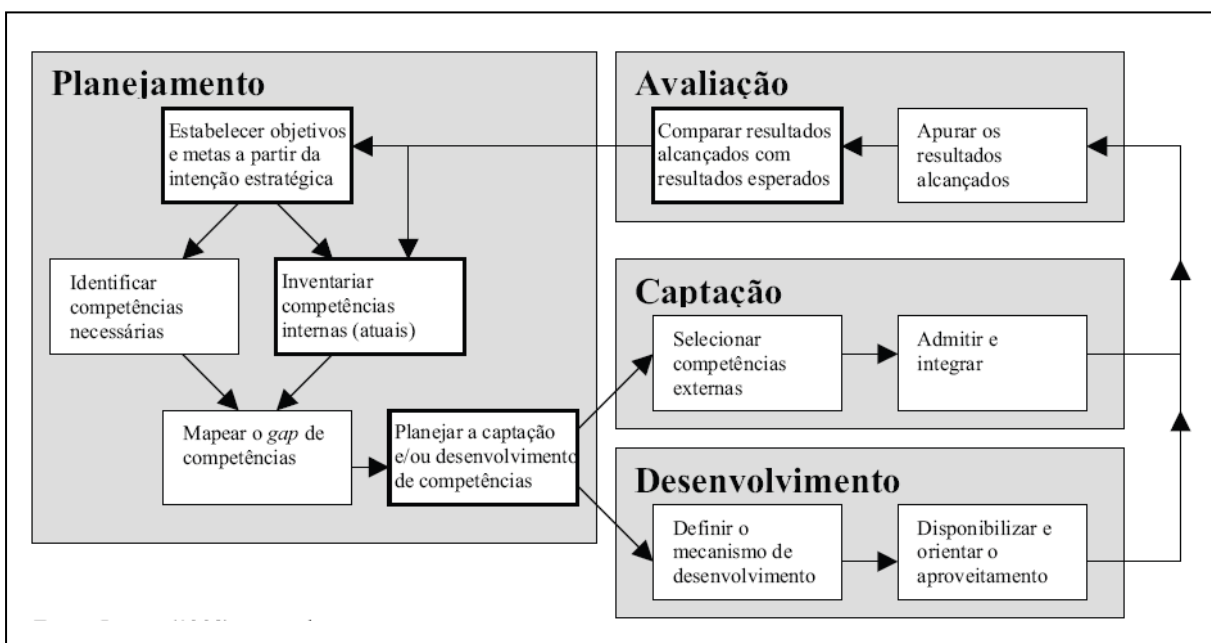 Planejamento
Estabelecer objetivos
e metas a partir da
intenção estratégica
Identificar
competências
necessárias
Inventariar
competências
internas (atuais)
Mapear o gap de
competências
Planejar a captação
e/ou desenvolvimento
de competências
Avaliação
Comparar resultados
alcançados com
resultados esperados
Apurar os
resultados
alcançados
Captação
Selecionar
competências
externas
Admitir e
integrar
Desenvolvimento
Definir o
mecanismo de
desenvolvimento
Disponibilizar e
orientar o
aproveitamento